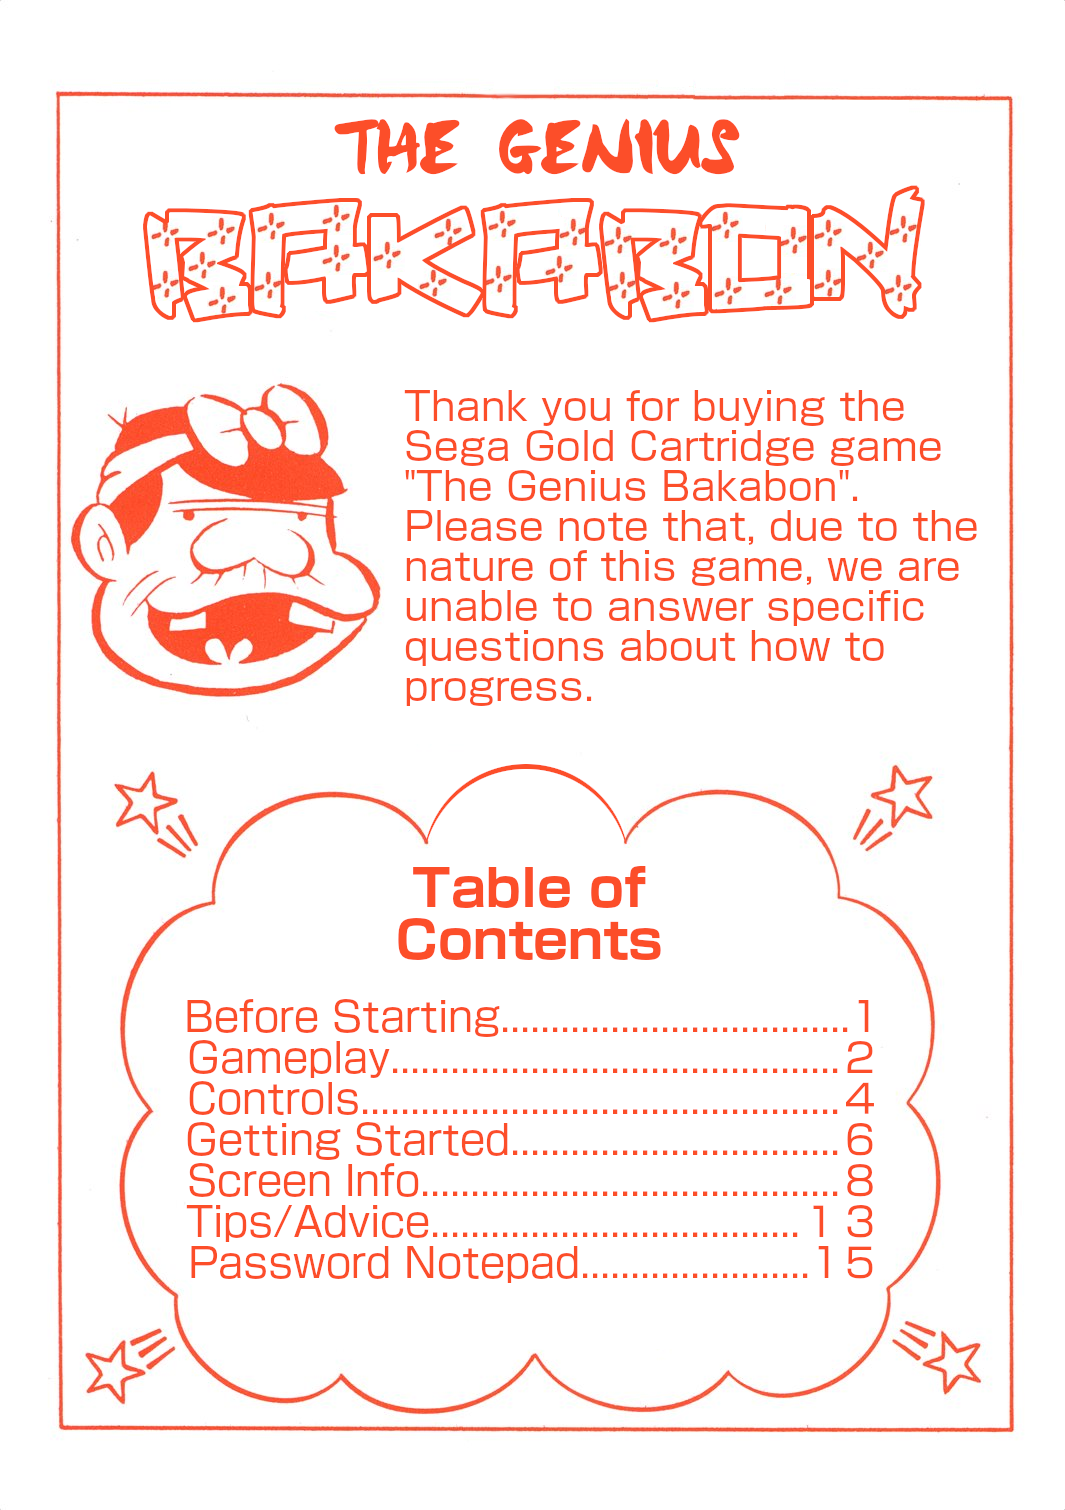 THE GENIUS
BAKABON
Thank you for buying the
Sega Gold Cartridge game
"The Genius Bakabon".
Please note that, due to the
nature of this game, we are
unable to answer specific
questions about how to
progress.
Table of
Contents
Before Starting...................................1
Gameplay.............................................2
Controls................................................4
Getting Started.................................6
Screen Info..........................................8
Tips/Advice.....................................13
Password Notepad.......................15